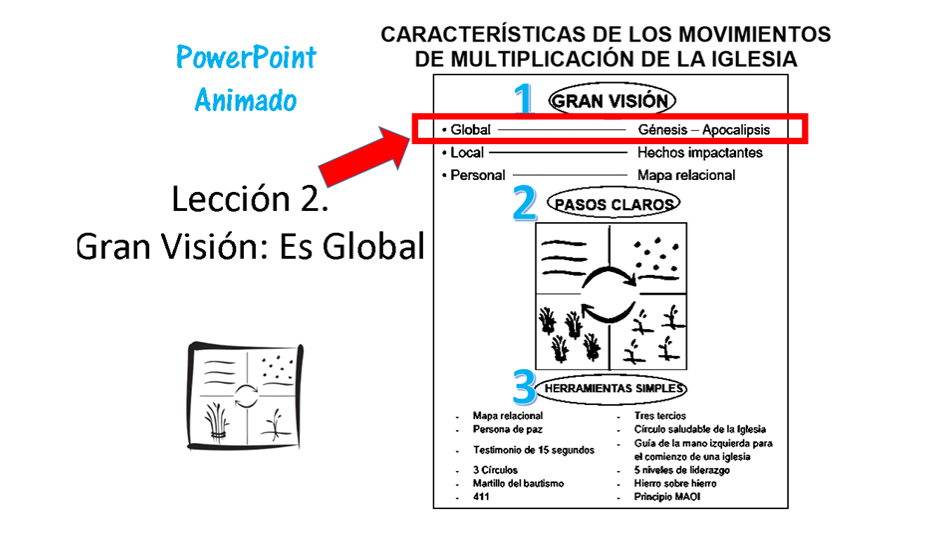 PowerPoint
Animado
Lección 2.
Gran Visión: Es Global
CARACTERÍSTICAS DE LOS MOVIMIENTOS
DE MULTIPLICACIÓN DE LA IGLESIA
1 GRAN VISIÓN
• Global Génesis – Apocalipsis
• Local Hechos impactantes
• Personal Mapa relacional
2 PASOS CLAROS
3 HERRAMIENTAS SIMPLES
- Mapa relacional
- Persona de paz
- Testimonio de 15 segundos
- 3 Círculos
- Martillo del bautismo
- 411
- Tres tercios
- Círculo saludable de la Iglesia
- Guía de la mano izquierda para
el comienzo de una iglesia
- 5 niveles de liderazgo
- Hierro sobre hierro
- Principio MAOI